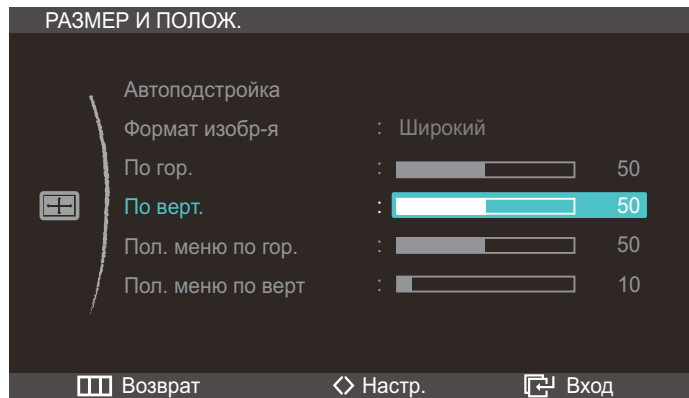 РАЗМЕР И ПОЛОЖ.
Автоподстройка
Формат изобр-я : Широкий
По гор. : 50
По верт. : 50
Пол. меню по гор. : 50
Пол. меню по верт : 10
Возврат Настр. Вход